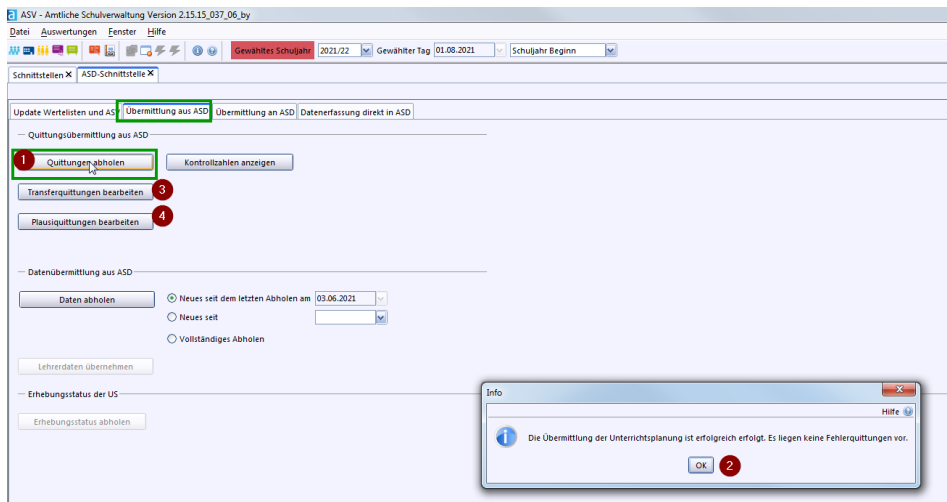 ASV - Amtliche Schulverwaltung Version 2.15.15_037_06_by
Datei Auswertungen Fenster Hilfe
Gewähltes Schuljahr 2021/22 Gewählter Tag 01.08.2021 Schuljahr Beginn
Schnittstellen X ASD-Schnittstelle X
Update Wertelisten und ASV Übermittlung aus ASD Übermittlung an ASD Datenerfassung direkt in ASD
Quittungsübermittlung aus ASD
1 Quittungen abholen Kontrollzahlen anzeigen
Transferquittungen bearbeiten 3
Plausiquittungen bearbeiten 4
Datenübermittlung aus ASD
Daten abholen Neues seit dem letzten Abholen am 03.06.2021
Neues seit
Vollständiges Abholen
Lehrerdaten übernehmen
Erhebungsstatus der US
Erhebungsstatus abholen
Info
Hilfe
Die Übermittlung der Unterrichtsplanung ist erfolgreich erfolgt. Es liegen keine Fehlerquittungen vor.
OK 2